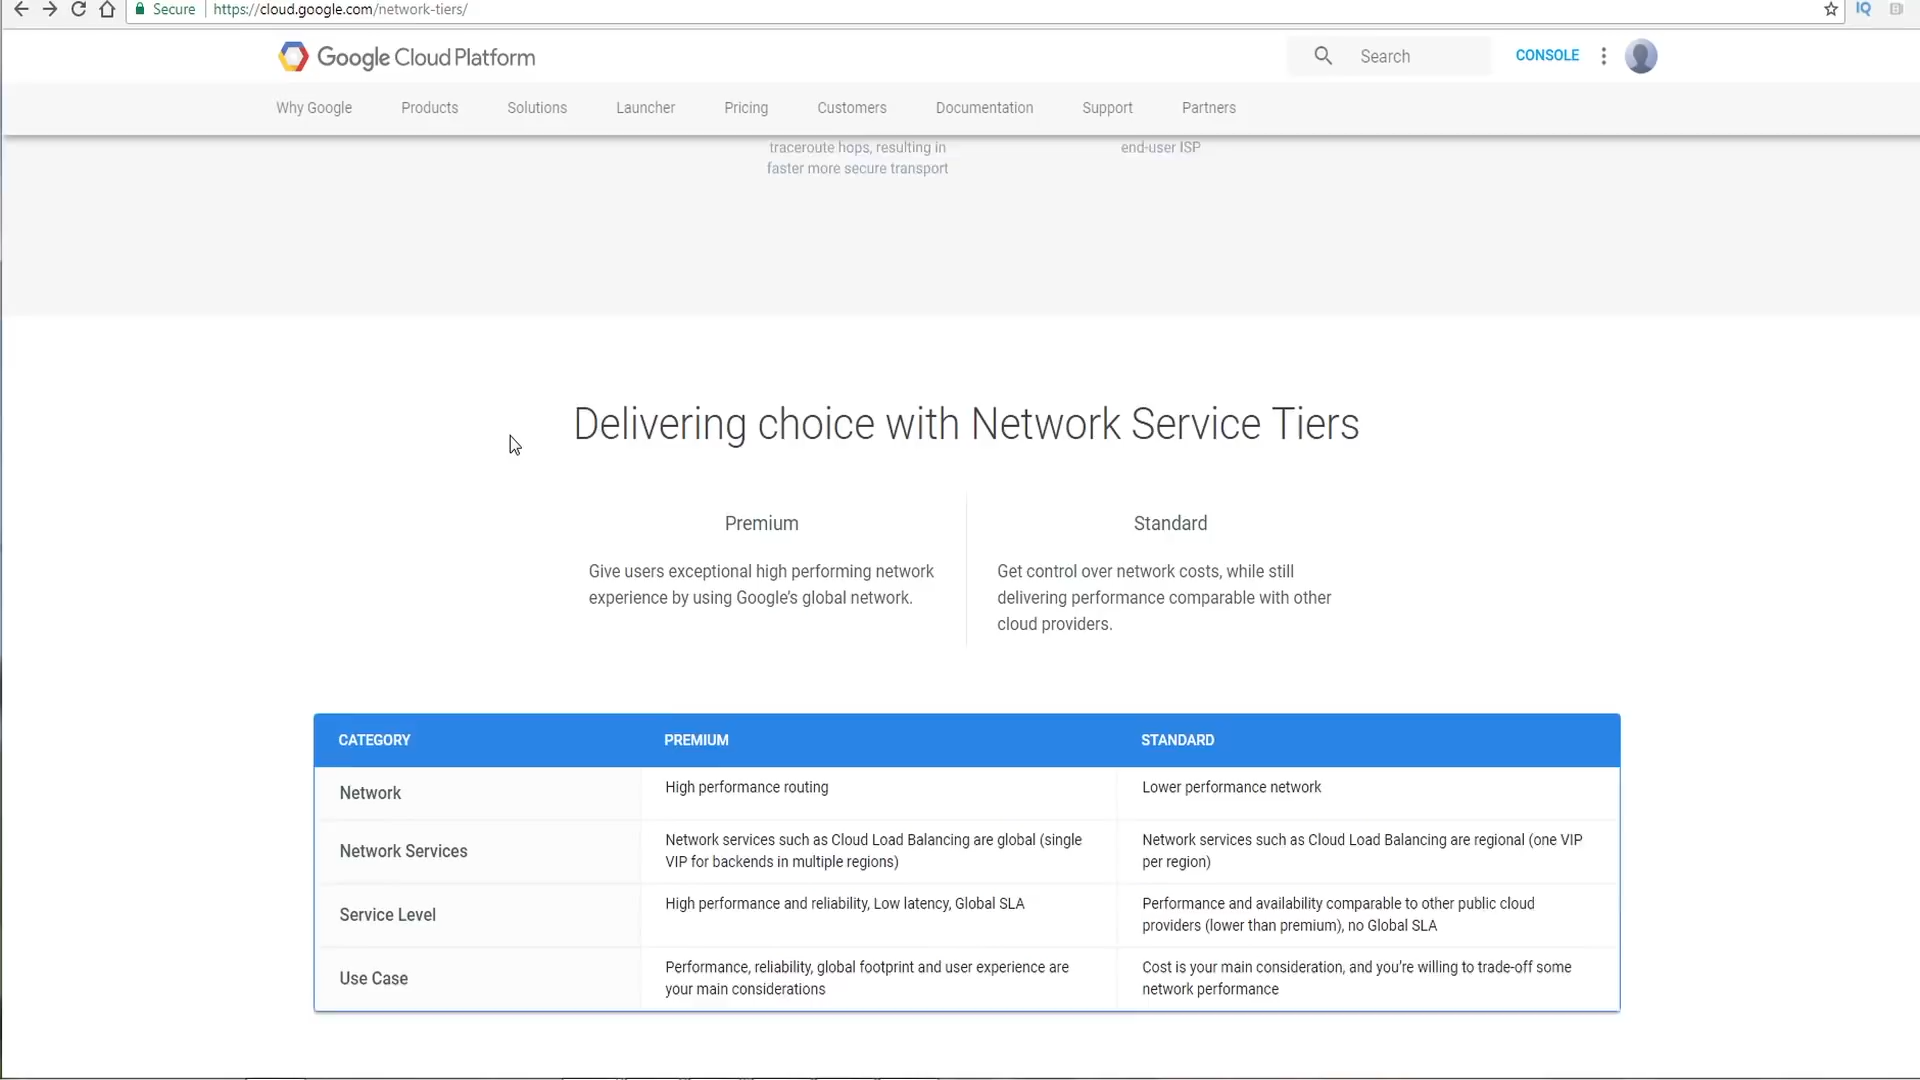 Secure https://cloud.google.com/network-tiers/
IQ
Google Cloud Platform
Search
CONSOLE
Why Google Products Solutions Launcher Pricing Customers Documentation Support Partners
traceroute hops, resulting in
faster more secure transport
end-user ISP
Delivering choice with Network Service Tiers
Premium
Give users exceptional high performing network
experience by using Google's global network.
Standard
Get control over network costs, while still
delivering performance comparable with other
cloud providers.
CATEGORY PREMIUM STANDARD
Network
High performance routing
Lower performance network
Network Services
Network services such as Cloud Load Balancing are global (single
VIP for backends in multiple regions)
Network services such as Cloud Load Balancing are regional (one VIP
per region)
Service Level
High performance and reliability, Low latency, Global SLA
Performance and availability comparable to other public cloud
providers (lower than premium), no Global SLA
Use Case
Performance, reliability, global footprint and user experience are
your main considerations
Cost is your main consideration, and you're willing to trade-off some
network performance